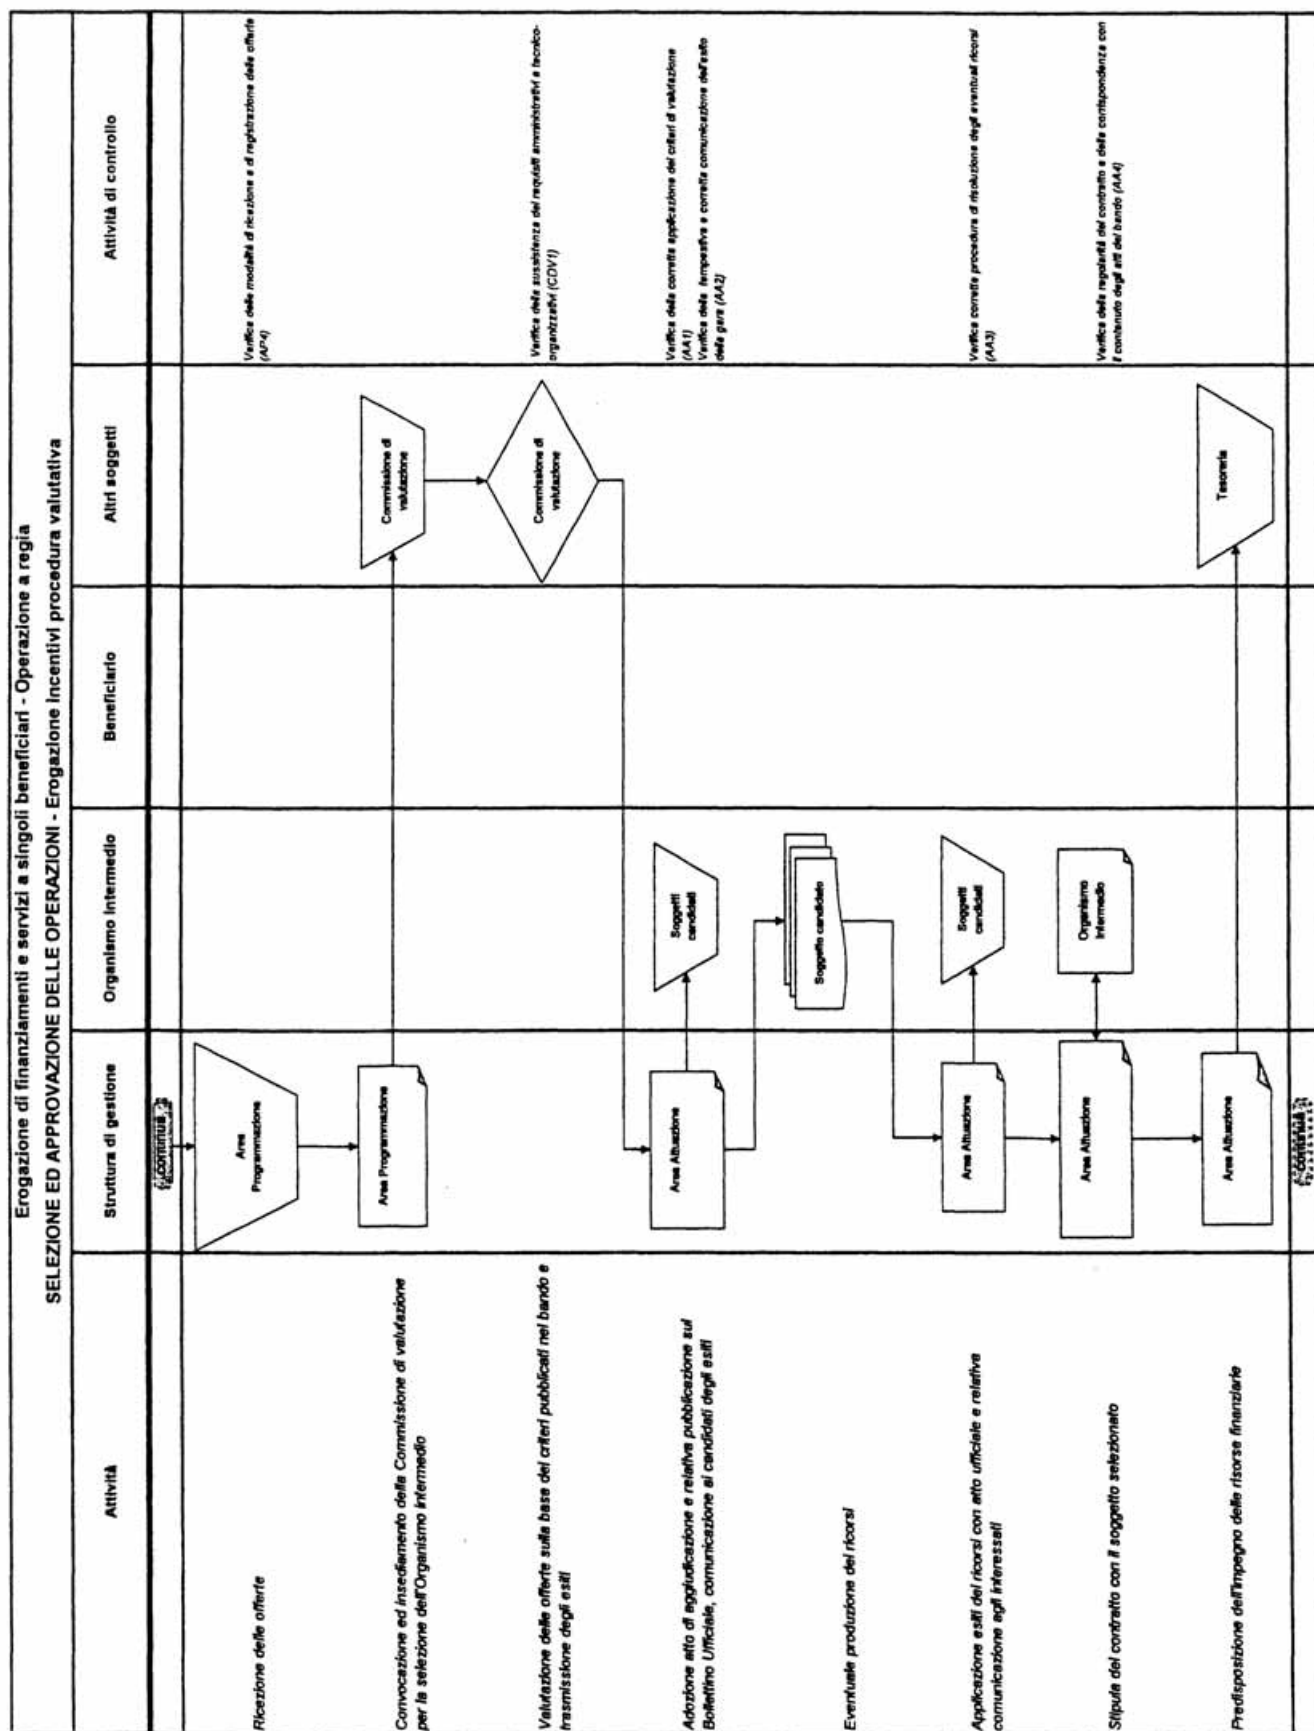 Erogazione di finanziamenti e servizi a singoli beneficiari - Operazione a regia
SELEZIONE ED APPROVAZIONE DELLE OPERAZIONI - Erogazione Incentivi procedura valutativa
Attività
Struttura di gestione
Organismo Intermedio
Beneficiario
Altri soggetti
Attività di controllo
continua
Ricezione delle offerte
Area
Programmazione
Verifica delle modalità di ricezione e di registrazione delle offerte
(AP4)
Convocazione ed insediamento della Commissione di valutazione
per la selezione dell'Organismo intermedio
Area Programmazione
Commissione di
valutazione
Valutazione delle offerte sulla base dei criteri pubblicati nel bando e
trasmissione degli esiti
Commissione di
valutazione
Verifica della sussistenza dei requisiti amministrativi e tecnico-
organizzativi (CDV1)
Adozione atto di aggiudicazione e relativa pubblicazione sul
Bollettino Ufficiale, comunicazione ai candidati degli esiti
Area Attuazione
Soggetti
candidati
Verifica della corretta applicazione dei criteri di valutazione
(AA1)
Verifica della tempestiva e corretta comunicazione dell'esito
della gara (AA2)
Eventuale produzione dei ricorsi
Soggetto candidato
Applicazione esiti dei ricorsi con atto ufficiale e relativa
comunicazione agli interessati
Area Attuazione
Soggetti
candidati
Verifica corretta procedura di risoluzione degli eventuali ricorsi
(AA3)
Stipula del contratto con il soggetto selezionato
Area Attuazione
Organismo
Intermedio
Verifica della regolarità del contratto e della corrispondenza con
il contenuto degli atti del bando (AA4)
Predisposizione dell'impegno delle risorse finanziarie
Area Attuazione
Tesoreria
continua